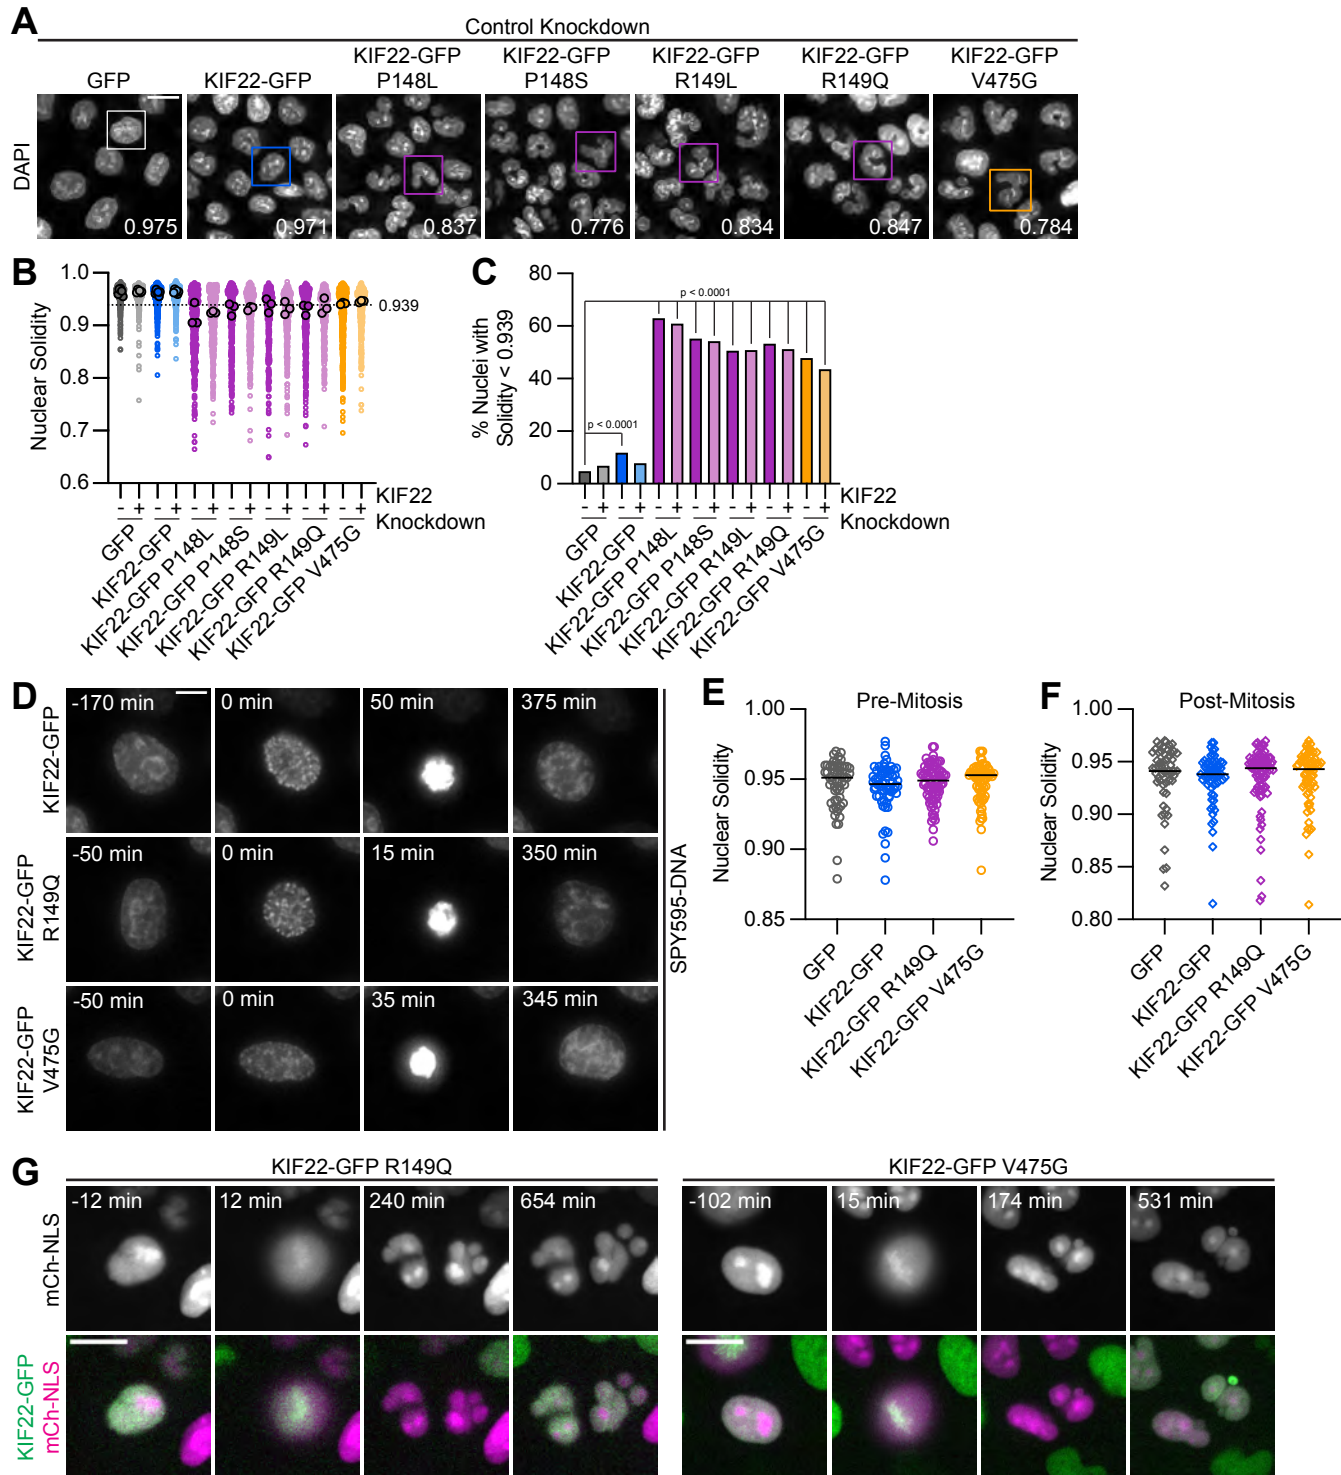 A
Control Knockdown
GFP
KIF22-GFP
KIF22-GFP
P148L
KIF22-GFP
P148S
KIF22-GFP
R149L
KIF22-GFP
R149Q
KIF22-GFP
V475G
DAPI
0.975
0.971
0.837
0.776
0.834
0.847
0.784
B
Nuclear Solidity
1.0
0.9
0.8
0.7
0.6
0.939
- + - + - + - + - + - + - +
KIF22
Knockdown
GFP
KIF22-GFP
KIF22-GFP P148L
KIF22-GFP P148S
KIF22-GFP R149L
KIF22-GFP R149Q
KIF22-GFP V475G
C
% Nuclei with
Solidity < 0.939
80
60
40
20
0
p < 0.0001
p < 0.0001
- + - + - + - + - + - + - +
KIF22
Knockdown
GFP
KIF22-GFP
KIF22-GFP P148L
KIF22-GFP P148S
KIF22-GFP R149L
KIF22-GFP R149Q
KIF22-GFP V475G
D
KIF22-GFP
-170 min
0 min
50 min
375 min
KIF22-GFP
R149Q
-50 min
0 min
15 min
350 min
KIF22-GFP
V475G
-50 min
0 min
35 min
345 min
SPY595-DNA
E
Pre-Mitosis
Nuclear Solidity
1.00
0.95
0.90
0.85
GFP
KIF22-GFP
KIF22-GFP R149Q
KIF22-GFP V475G
F
Post-Mitosis
Nuclear Solidity
1.00
0.95
0.90
0.85
0.80
GFP
KIF22-GFP
KIF22-GFP R149Q
KIF22-GFP V475G
G
KIF22-GFP R149Q
KIF22-GFP V475G
mCh-NLS
-12 min
12 min
240 min
654 min
-102 min
15 min
174 min
531 min
KIF22-GFP
mCh-NLS